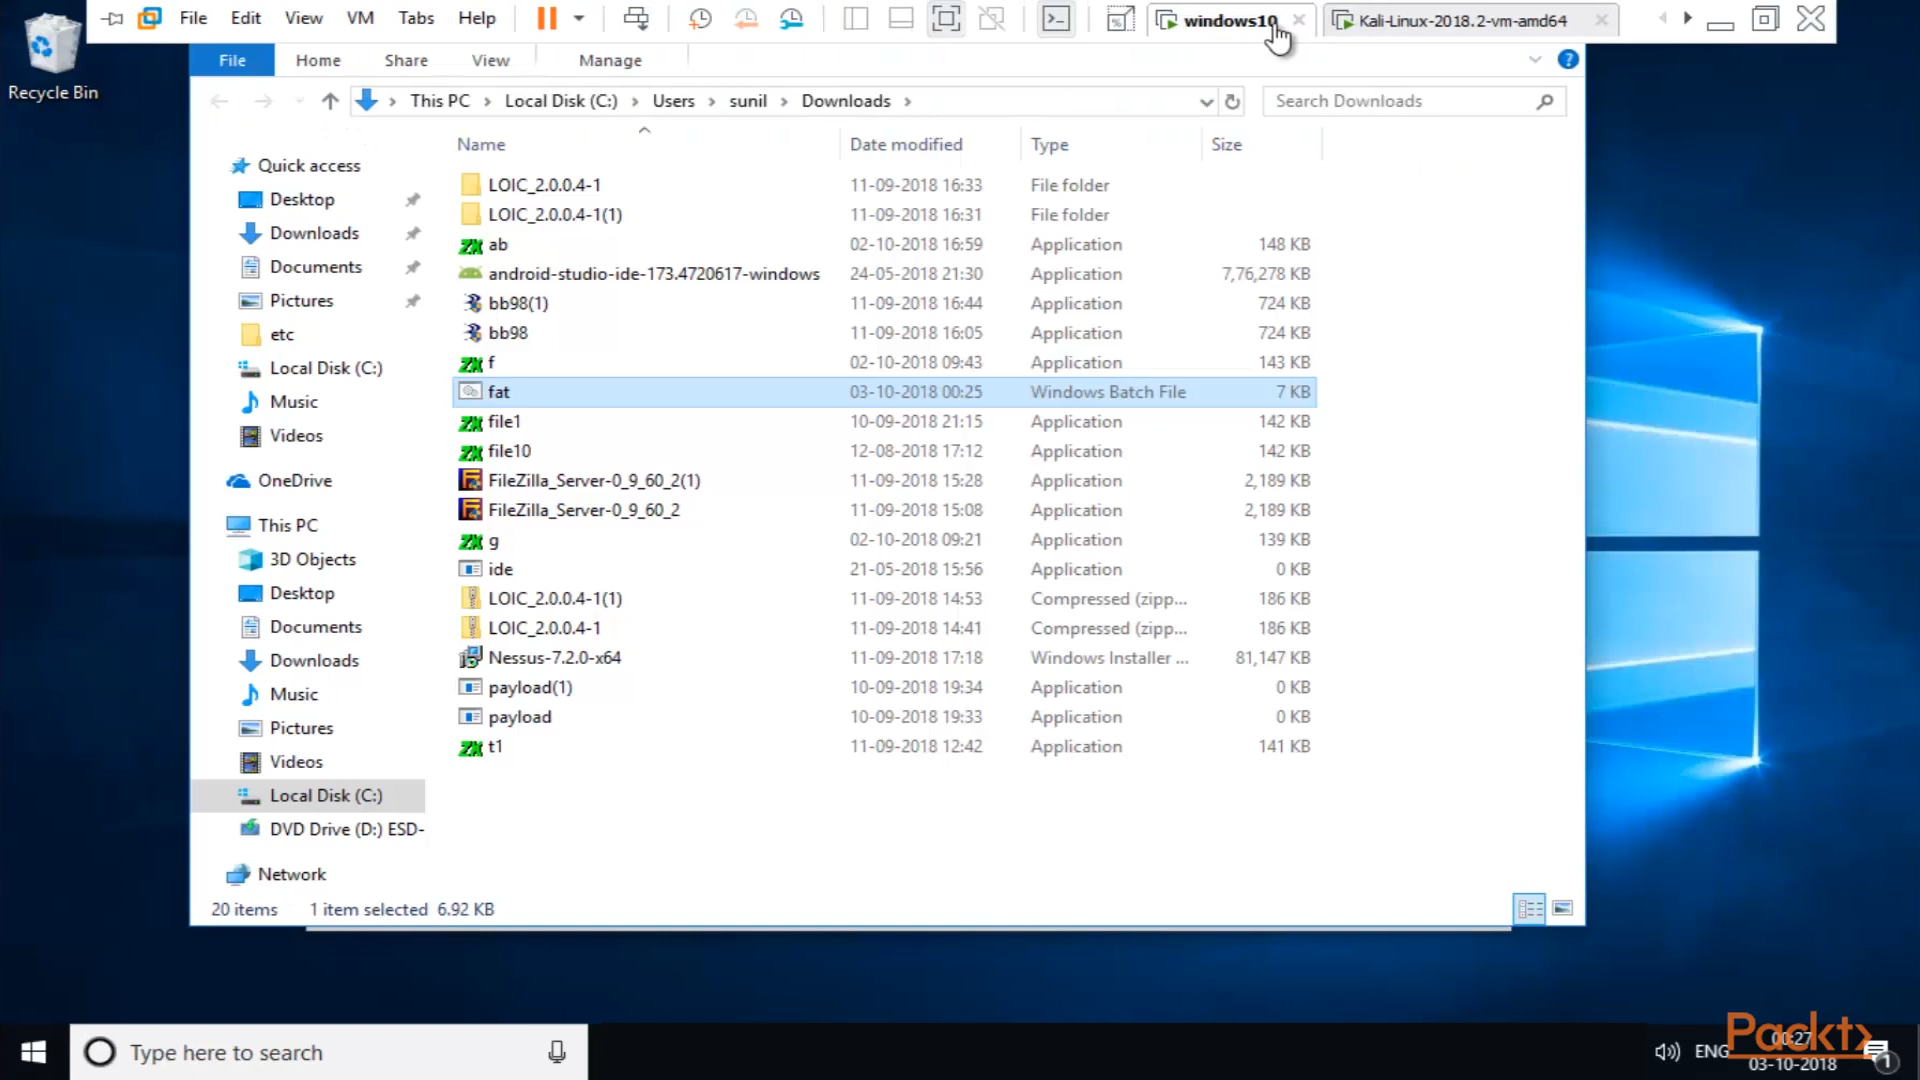 File Edit View VM Tabs Help windows10 Kali-Linux-2018.2-vm-amd64
Recycle Bin
File Home Share View Manage
This PC Local Disk (C:) Users sunil Downloads Search Downloads
Name Date modified Type Size
Quick access
Desktop
Downloads
Documents
Pictures
etc
Local Disk (C:)
Music
Videos
OneDrive
This PC
3D Objects
Desktop
Documents
Downloads
Music
Pictures
Videos
Local Disk (C:)
DVD Drive (D:) ESD-
Network
LOIC_2.0.0.4-1 11-09-2018 16:33 File folder
LOIC_2.0.0.4-1(1) 11-09-2018 16:31 File folder
ab 02-10-2018 16:59 Application 148 KB
android-studio-ide-173.4720617-windows 24-05-2018 21:30 Application 7,76,278 KB
bb98(1) 11-09-2018 16:44 Application 724 KB
bb98 11-09-2018 16:05 Application 724 KB
f 02-10-2018 09:43 Application 143 KB
fat 03-10-2018 00:25 Windows Batch File 7 KB
file1 10-09-2018 21:15 Application 142 KB
file10 12-08-2018 17:12 Application 142 KB
FileZilla_Server-0_9_60_2(1) 11-09-2018 15:28 Application 2,189 KB
FileZilla_Server-0_9_60_2 11-09-2018 15:08 Application 2,189 KB
g 02-10-2018 09:21 Application 139 KB
ide 21-05-2018 15:56 Application 0 KB
LOIC_2.0.0.4-1(1) 11-09-2018 14:53 Compressed (zipp... 186 KB
LOIC_2.0.0.4-1 11-09-2018 14:41 Compressed (zipp... 186 KB
Nessus-7.2.0-x64 11-09-2018 17:18 Windows Installer ... 81,147 KB
payload(1) 10-09-2018 19:34 Application 0 KB
payload 10-09-2018 19:33 Application 0 KB
t1 11-09-2018 12:42 Application 141 KB
20 items 1 item selected 6.92 KB
Type here to search
ENG 00:27
03-10-2018
1
Packt>